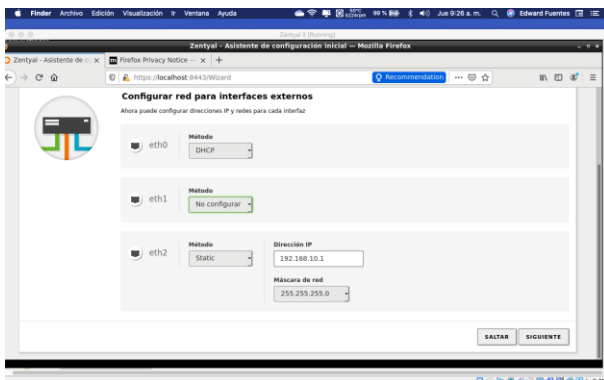 Finder Archivo Edición Visualización Ir Ventana Ayuda 50°C 99 % Jue 9:26 a. m. Edward Fuentes
Zentyal II [Running]
Zentyal - Asistente de configuración inicial — Mozilla Firefox
Zentyal - Asistente de c × Firefox Privacy Notice — × +
https://localhost:8443/Wizard Recommendation
Configurar red para interfaces externos
Ahora puede configurar direcciones IP y redes para cada interfaz
Método
eth0 DHCP
Método
eth1 No configurar
Método Dirección IP
eth2 Static 192.168.10.1
Máscara de red
255.255.255.0
SALTAR SIGUIENTE